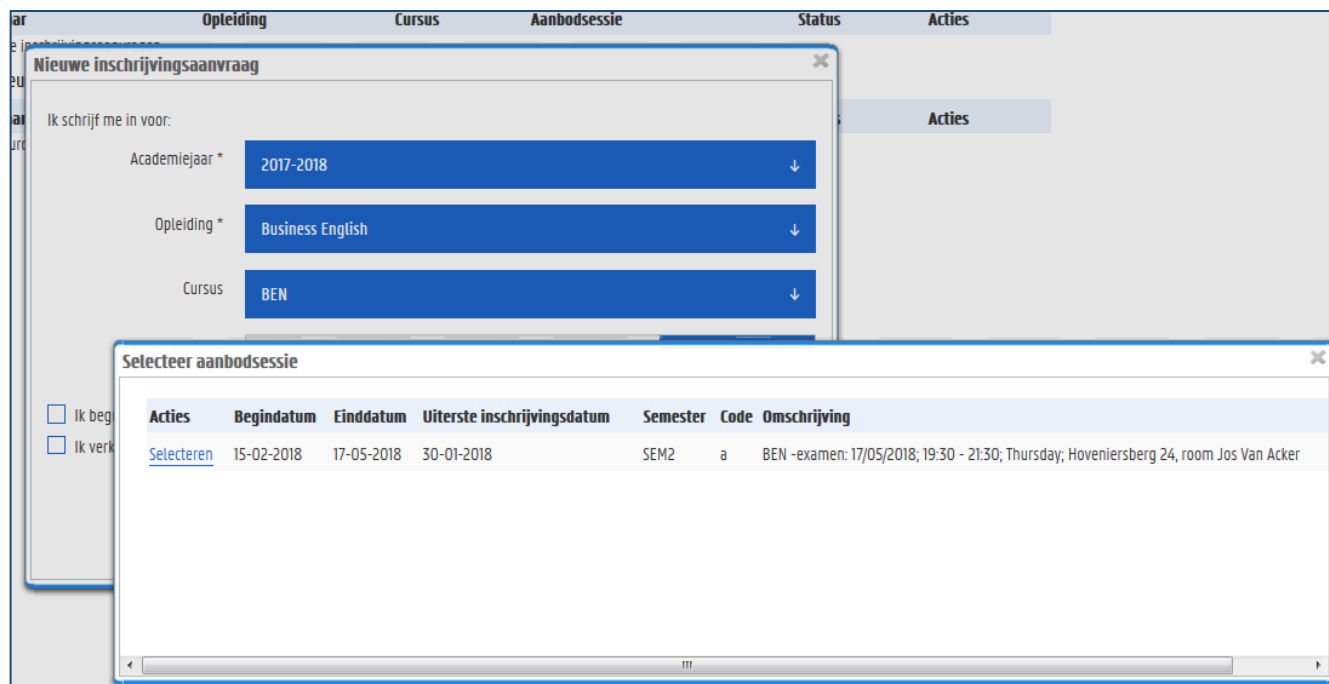 Opleiding Cursus Aanbodsessie Status Acties
Nieuwe inschrijvingsaanvraag
Acties
Ik schrijf me in voor:
Academiejaar * 2017-2018
Opleiding * Business English
Cursus BEN
Selecteer aanbodsessie
Ik
Ik
Acties Begindatum Einddatum Uiterste inschrijvingsdatum Semester Code Omschrijving
Selecteren 15-02-2018 17-05-2018 30-01-2018 SEM2 a BEN -examen: 17/05/2018; 19:30 - 21:30; Thursday; Hoveniersberg 24, room Jos Van Acker